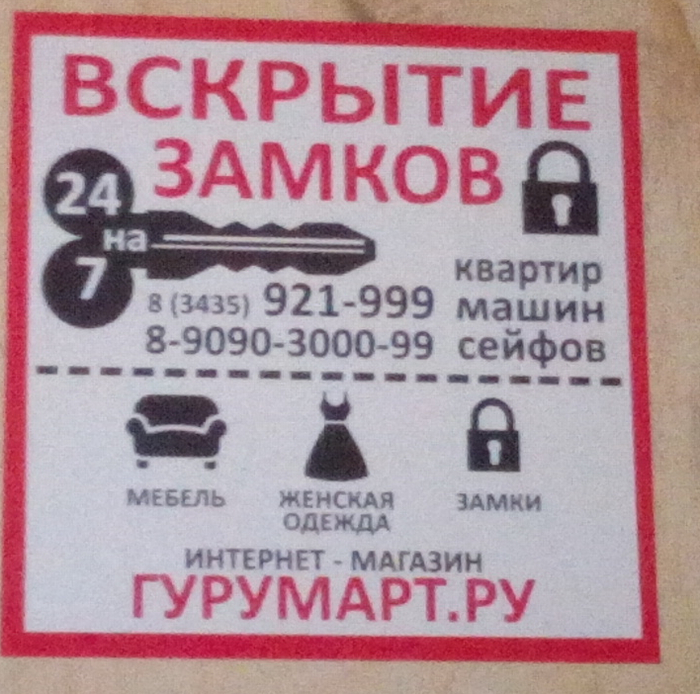 ВСКРЫТИЕ
ЗАМКОВ
24
на
7
квартир
8 (3435) 921-999 машин
8-9090-3000-99 сейфов
МЕБЕЛЬ ЖЕНСКАЯ ОДЕЖДА ЗАМКИ
ИНТЕРНЕТ - МАГАЗИН
ГУРУМАРТ.РУ